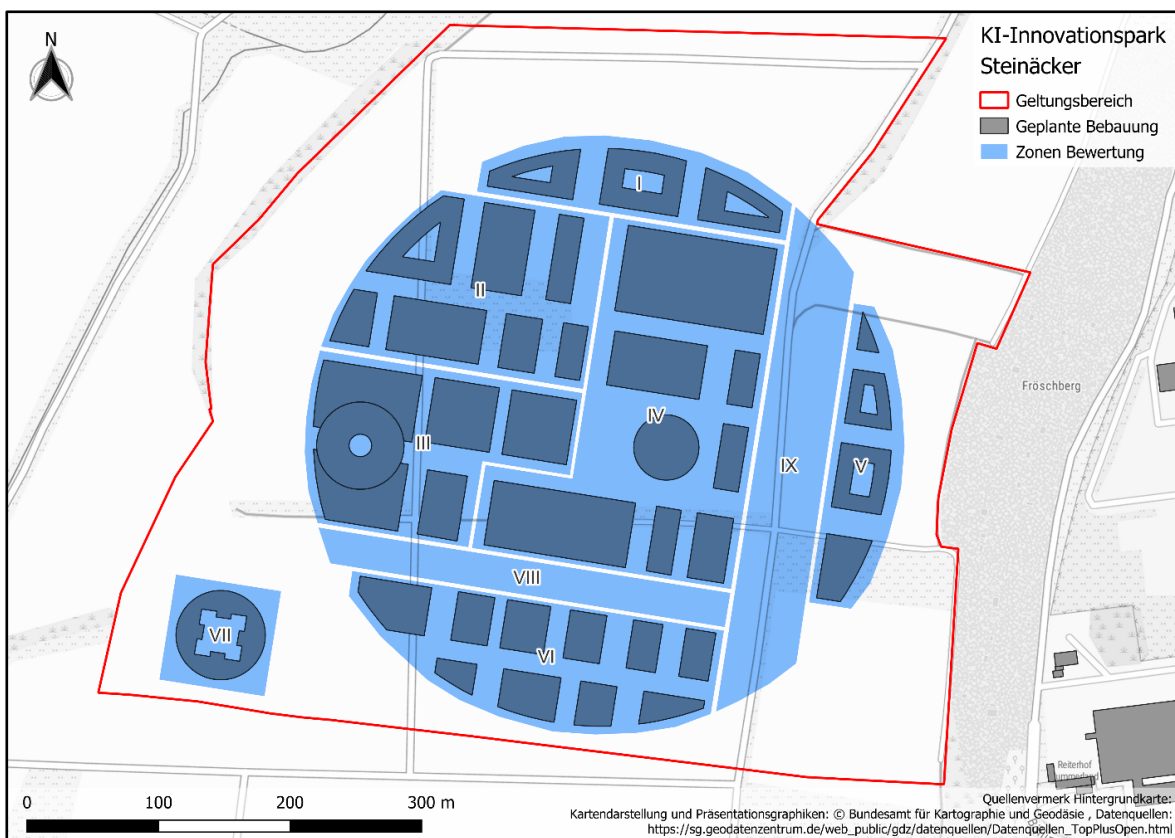 N
KI-Innovationspark
Steinäcker
Geltungsbereich
Geplante Bebauung
Zonen Bewertung
I
II
III
IV
V
VI
VII
VIII
IX
Fröschberg
Reiterhof
0 100 200 300 m
Quellenvermerk Hintergrundkarte:
Kartendarstellung und Präsentationsgraphiken: © Bundesamt für Kartographie und Geodäsie , Datenquellen:
https://sg.geodatenzentrum.de/web_public/gdz/datenquellen/Datenquellen_TopPlusOpen.html